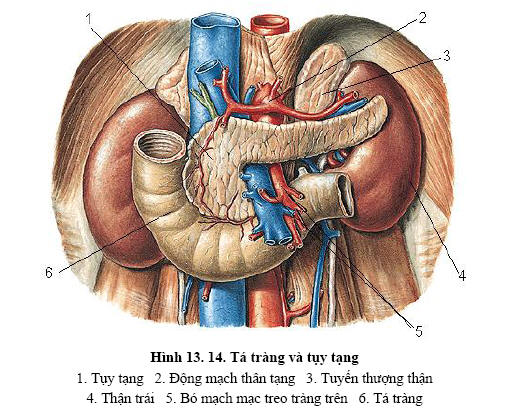 1
2
3
6
4
5
Hình 13. 14. Tá tràng và tụy tạng
1. Tụy tạng 2. Động mạch thân tạng 3. Tuyến thượng thận
4. Thận trái 5. Bó mạch mạc treo tràng trên 6. Tá tràng